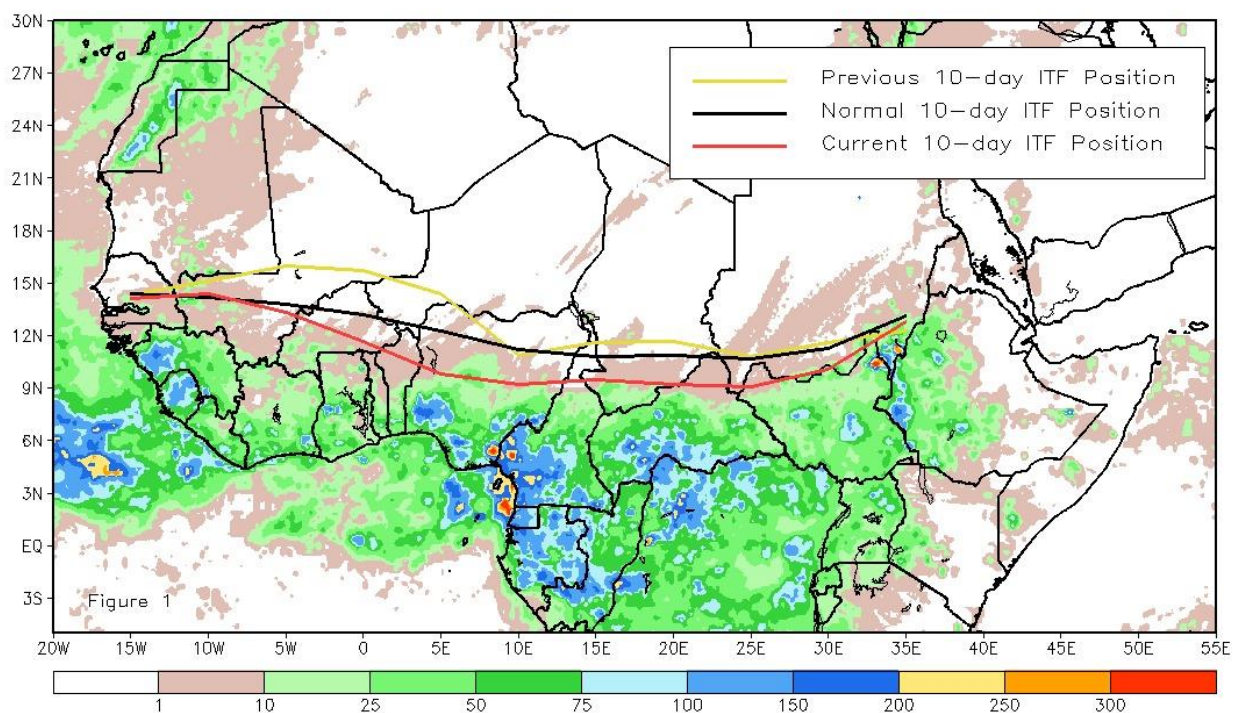 30N
27N
24N
21N
18N
15N
12N
9N
6N
3N
EQ
3S
Previous 10-day ITF Position
Normal 10-day ITF Position
Current 10-day ITF Position
Figure 1
20W 15W 10W 5W 0 5E 10E 15E 20E 25E 30E 35E 40E 45E 50E 55E
1 10 25 50 75 100 150 200 250 300